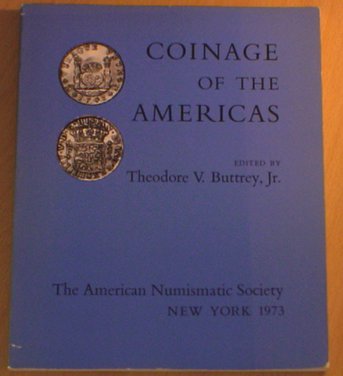 COINAGE
OF THE
AMERICAS
EDITED BY
Theodore V. Buttrey, Jr.
The American Numismatic Society
NEW YORK 1973